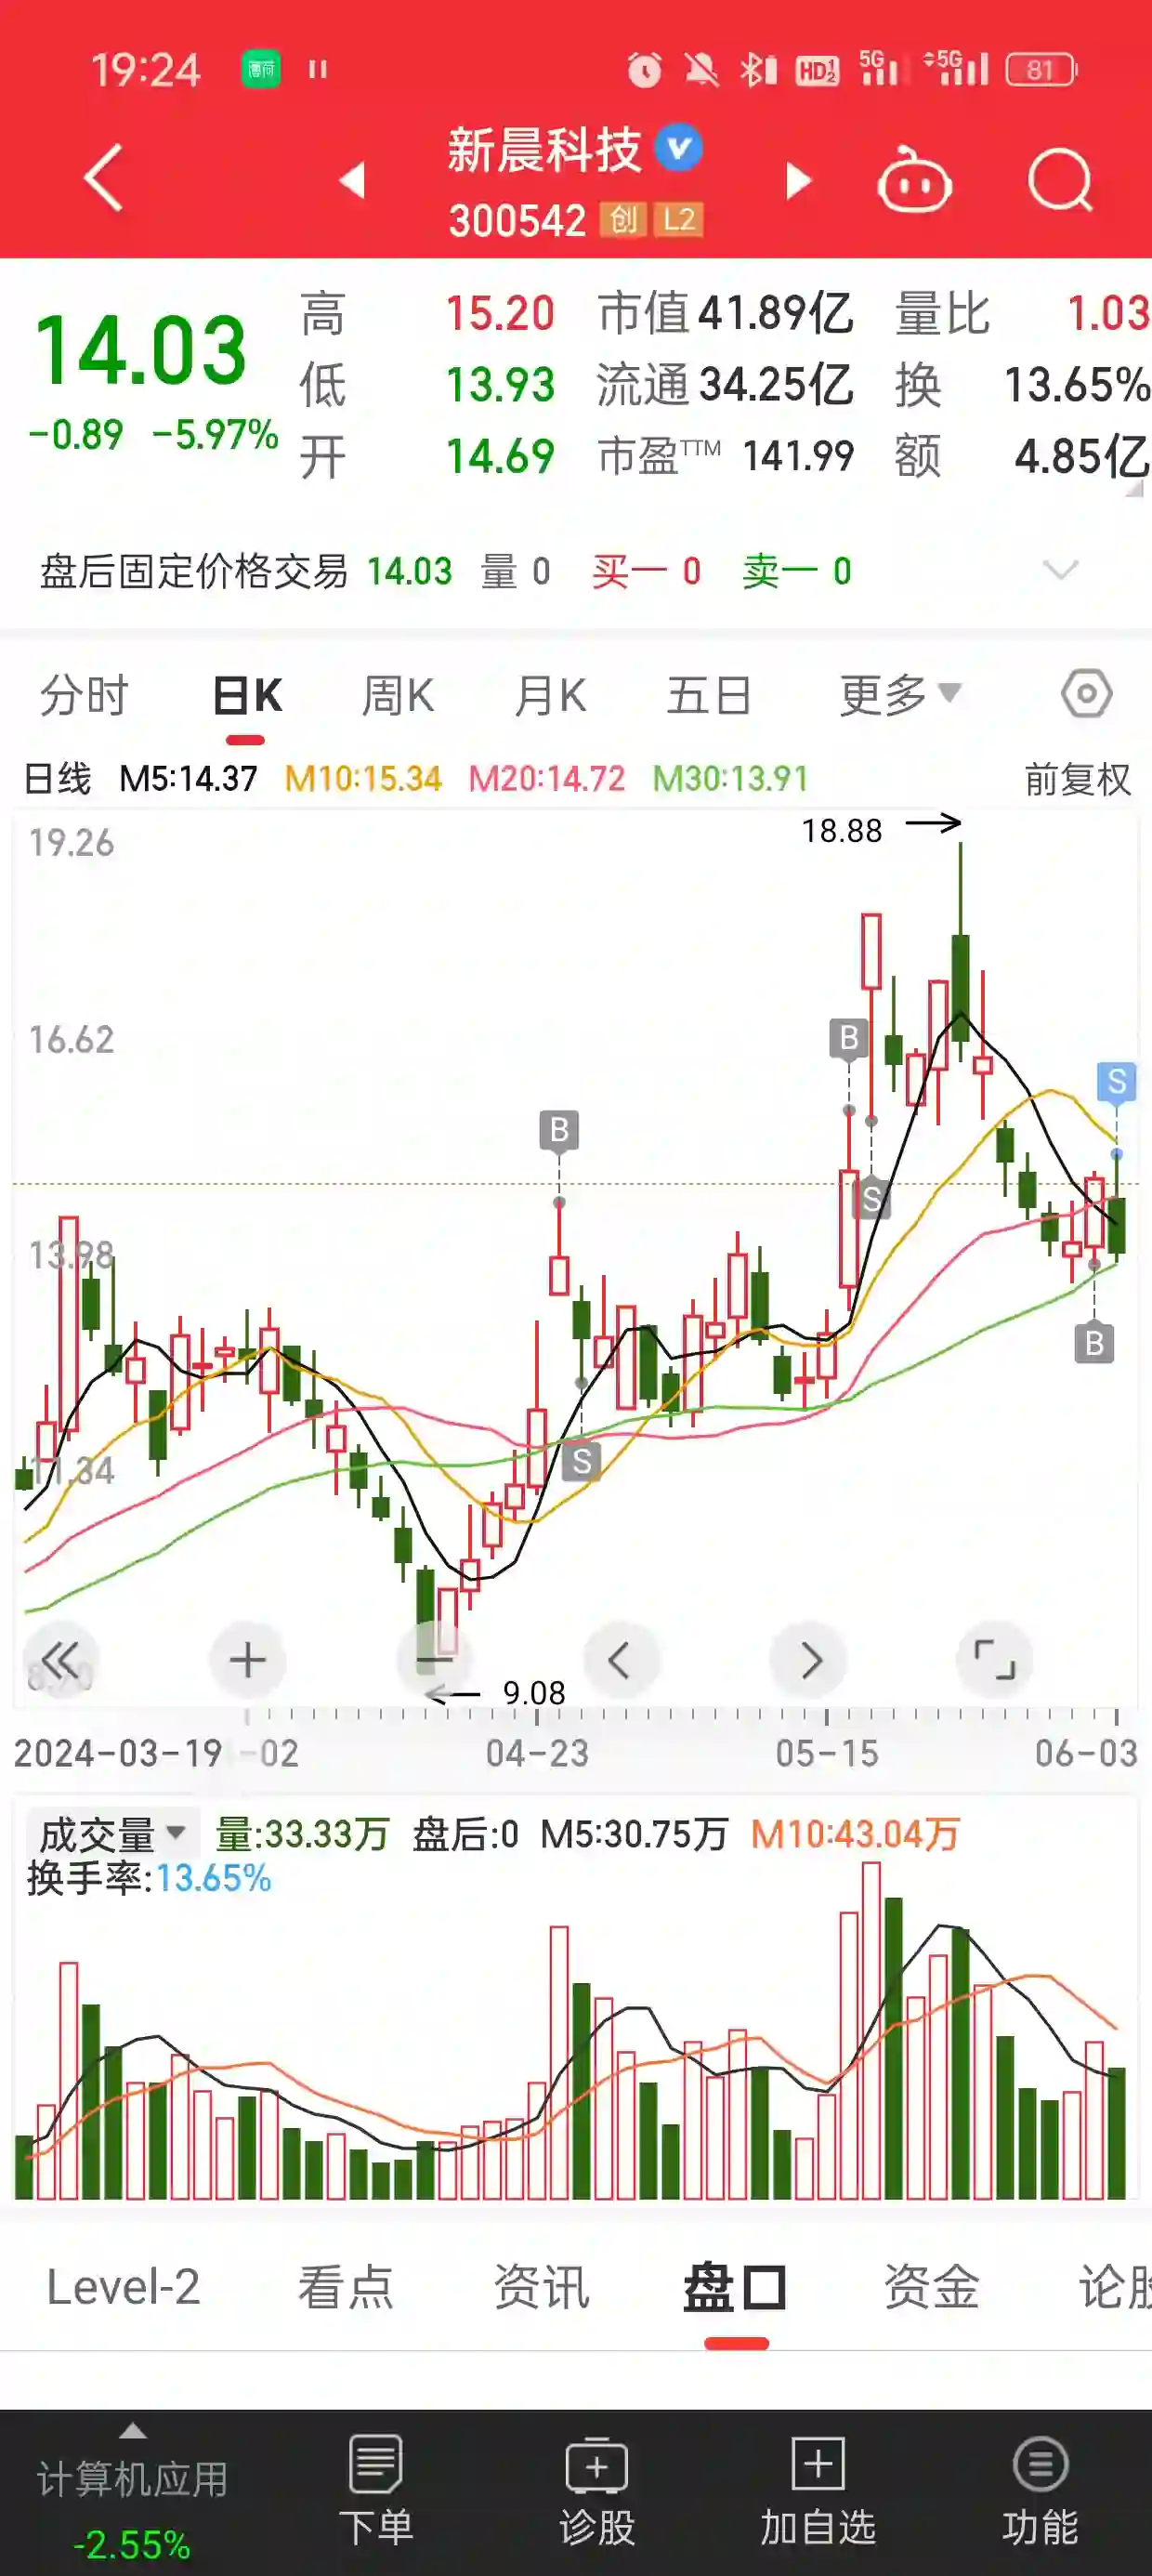 19:24 薄荷 HD 1 2 5G 5G 81
新晨科技
300542 创 L2
14.03
-0.89 -5.97%
高 15.20 市值 41.89亿 量比 1.03
低 13.93 流通 34.25亿 换 13.65%
开 14.69 市盈TTM 141.99 额 4.85亿
盘后固定价格交易 14.03 量 0 买一 0 卖一 0
分时 日K 周K 月K 五日 更多
日线 M5:14.37 M10:15.34 M20:14.72 M30:13.91 前复权
18.88
19.26
16.62
B
S
B
S
13.98
B
S
11.34
9.08
2024-03-19 -02 04-23 05-15 06-03
成交量 量:33.33万 盘后:0 M5:30.75万 M10:43.04万
换手率:13.65%
Level-2 看点 资讯 盘口 资金 论股
计算机应用
-2.55%
下单 诊股 加自选 功能